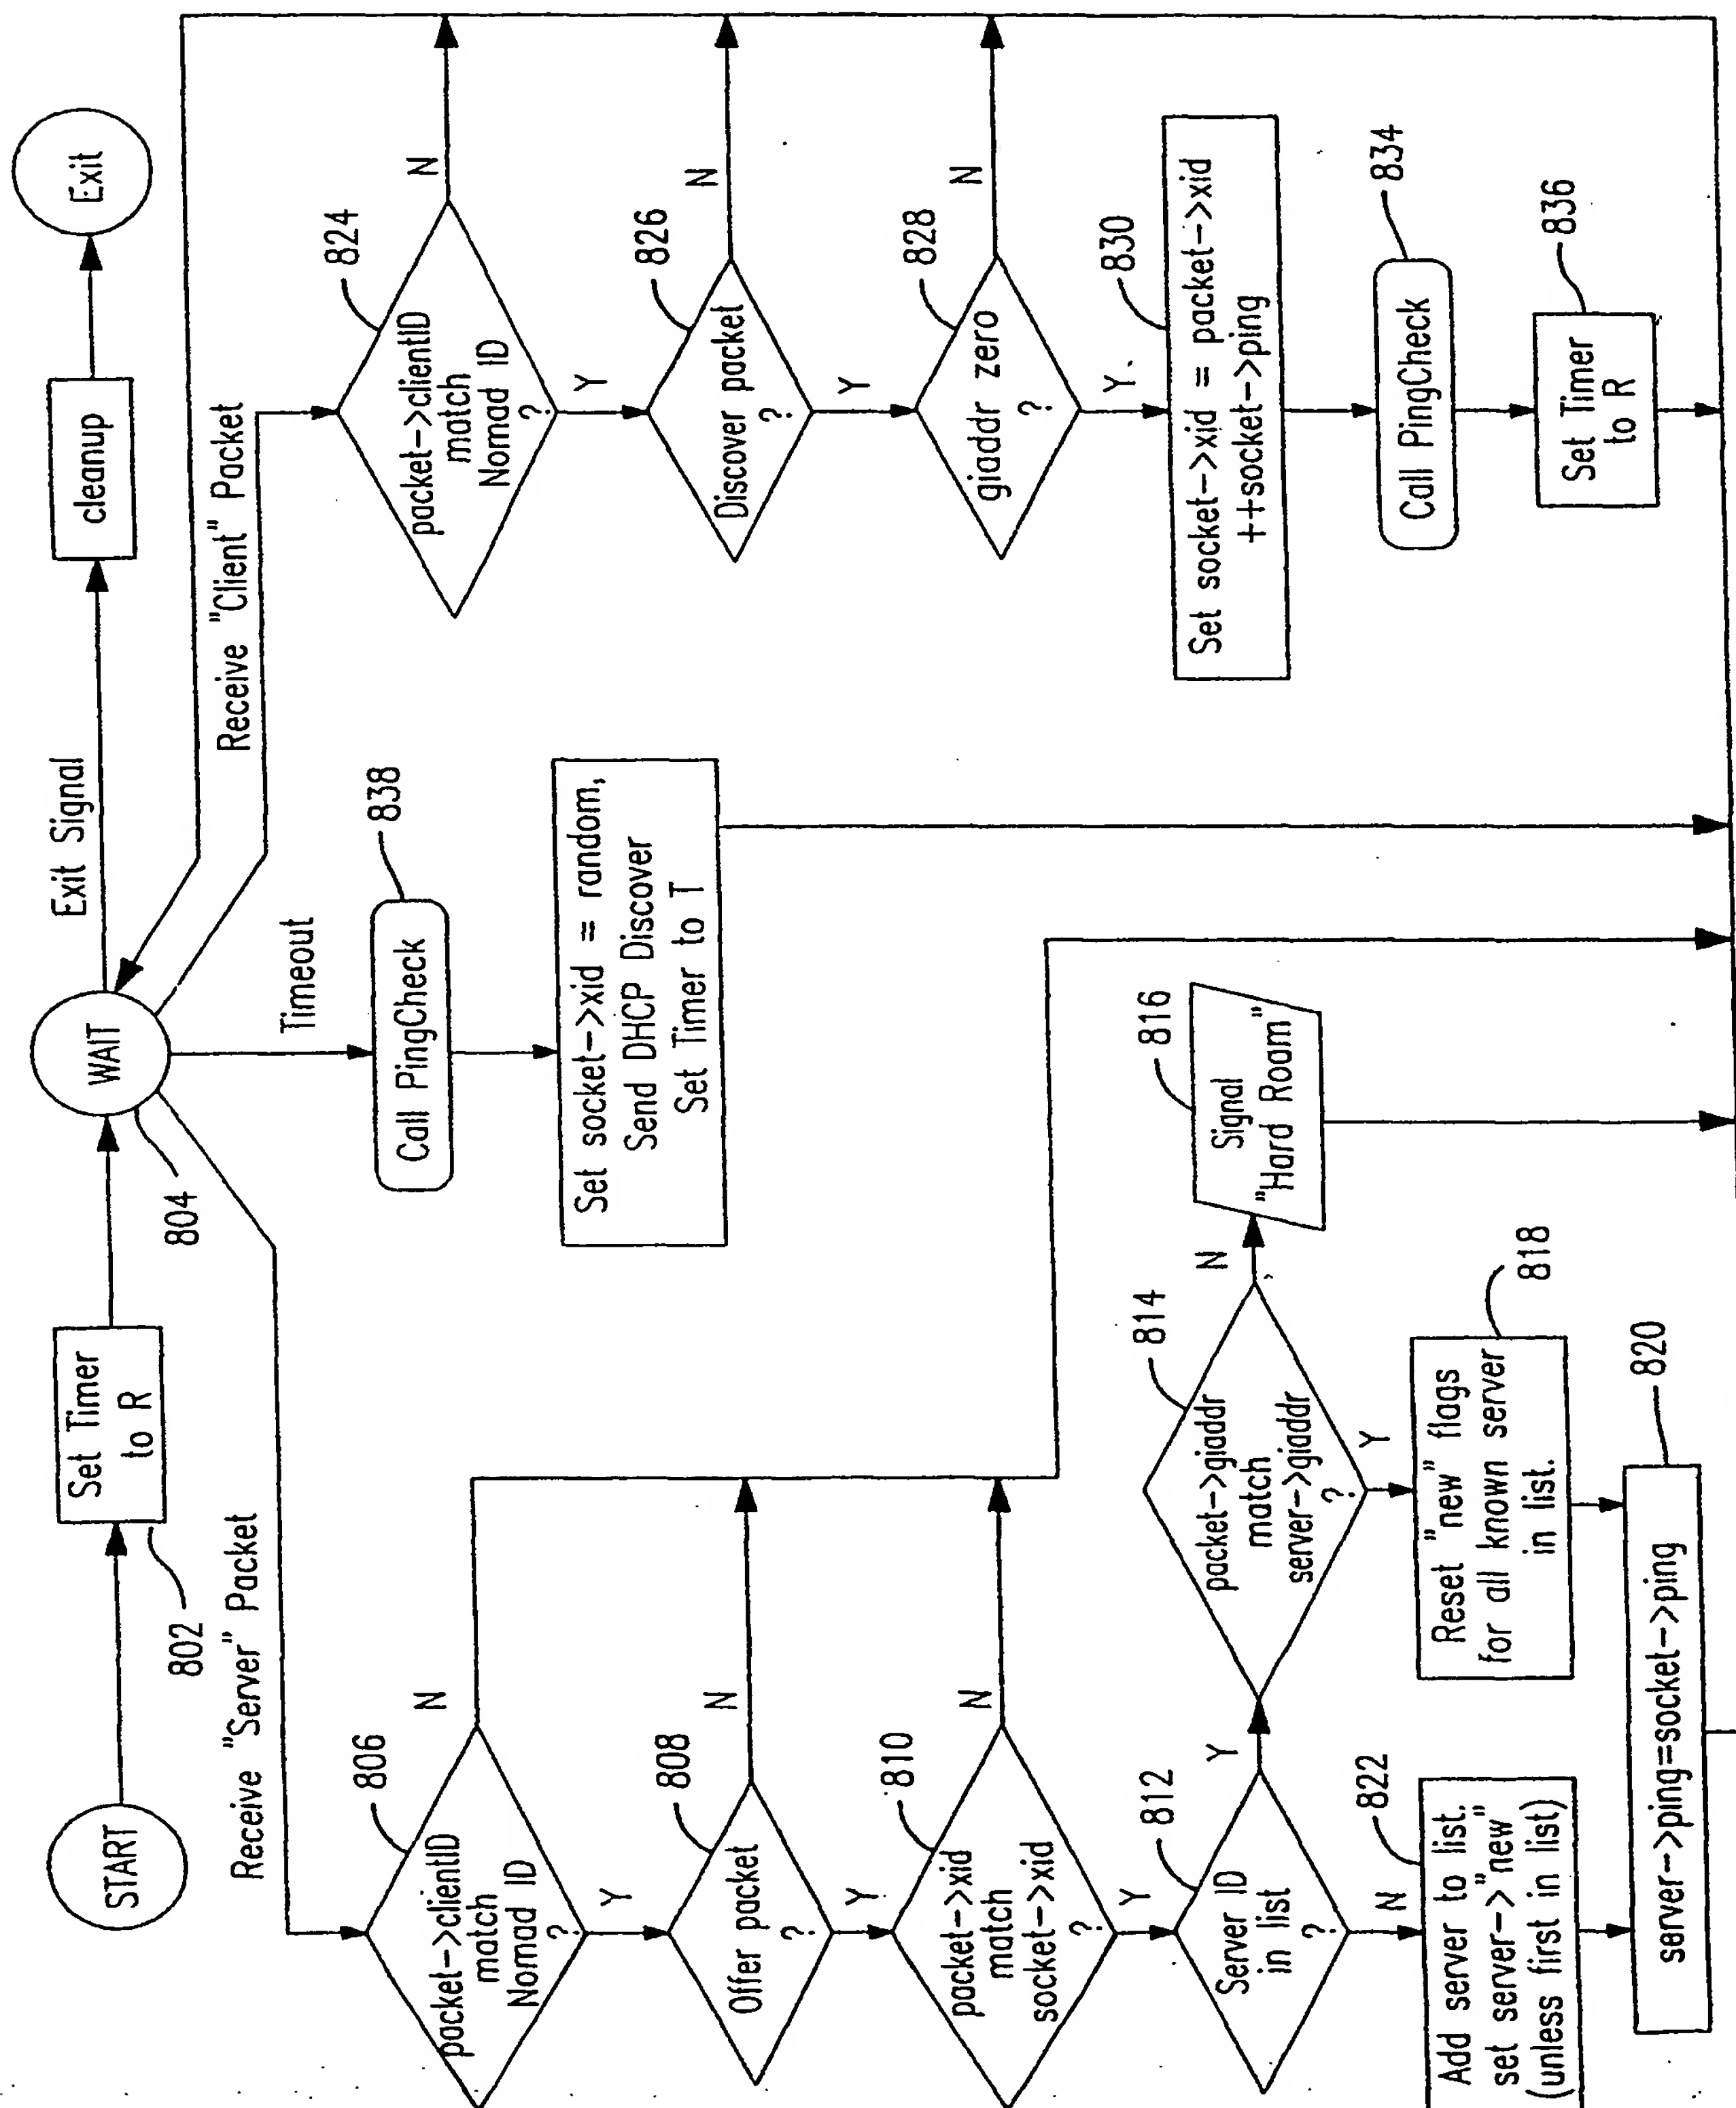 START
Set Timer
to R
802
WAIT
804
Exit Signal
cleanup
Exit
Receive "Server" Packet
Timeout
Receive "Client" Packet
packet->clientID
match
Nomad ID
?
806
N
Y
Offer packet
?
808
N
Y
packet->xid
match
socket->xid
?
810
N
Y
Server ID
in list
?
812
Y
N
packet->giaddr
match
server->giaddr
?
814
N
Y
Signal
"Hard Roam"
816
Reset "new" flags
for all known server
in list.
818
Add server to list.
set server->"new"
(unless first in list)
822
server->ping=socket->ping
820
Call PingCheck
838
Set socket->xid = random,
Send DHCP Discover
Set Timer to T
packet->clientID
match
Nomad ID
?
824
N
Y
Discover packet
?
826
N
Y
giaddr zero
?
828
N
Y
Set socket->xid = packet->xid
++socket->ping
830
Call PingCheck
834
Set Timer
to R
836